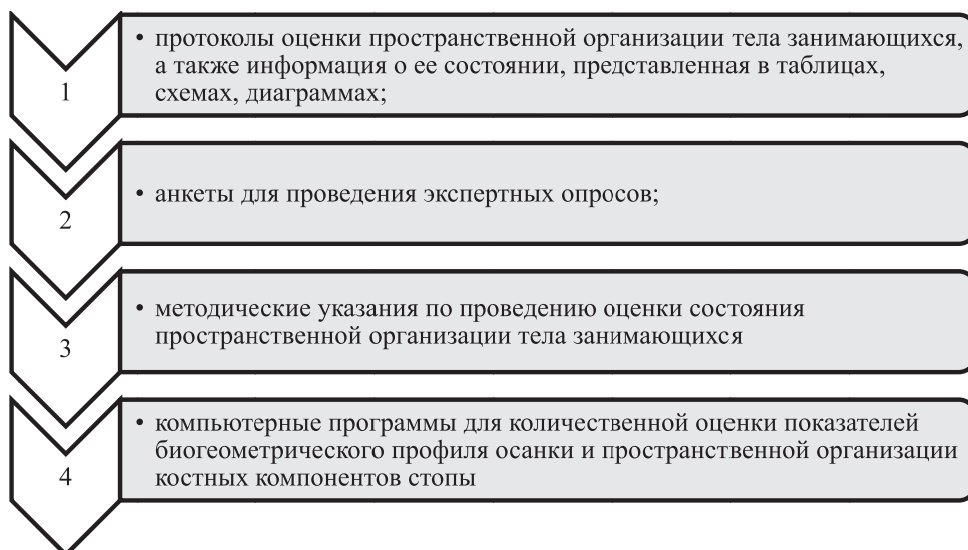 1
• протоколы оценки пространственной организации тела занимающихся,
а также информация о ее состоянии, представленная в таблицах,
схемах, диаграммах;
2
• анкеты для проведения экспертных опросов;
3
• методические указания по проведению оценки состояния
пространственной организации тела занимающихся
4
• компьютерные программы для количественной оценки показателей
биогеометрического профиля осанки и пространственной организации
костных компонентов стопы